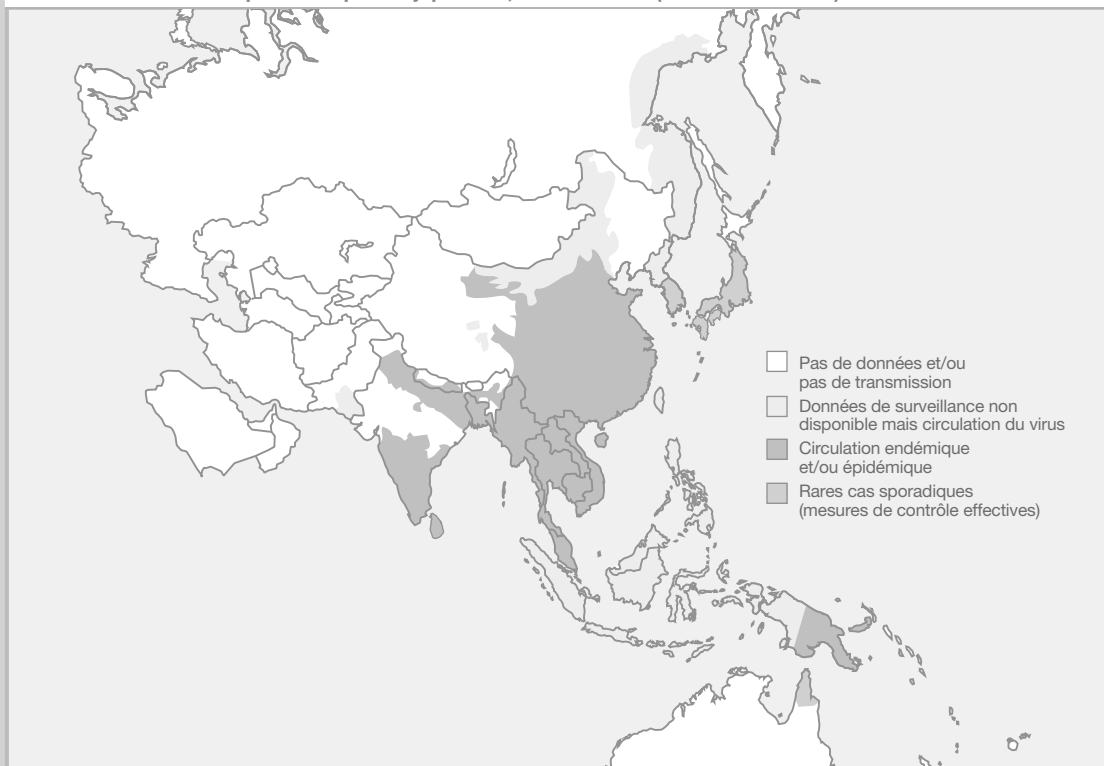 Pas de données et/ou
pas de transmission
Données de surveillance non
disponible mais circulation du virus
Circulation endémique
et/ou épidémique
Rares cas sporadiques
(mesures de contrôle effectives)